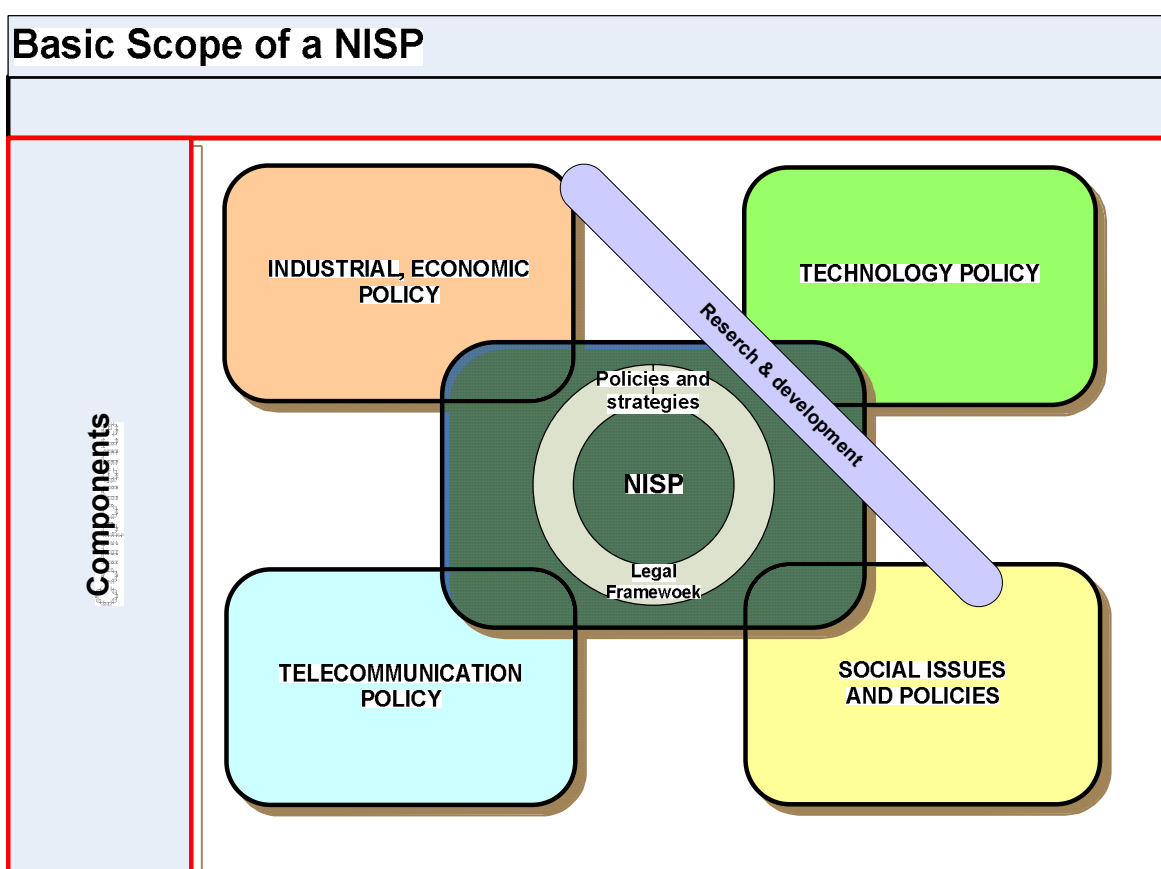 Basic Scope of a NISP
Components
INDUSTRIAL, ECONOMIC
POLICY
TECHNOLOGY POLICY
Reserch & development
Policies and
strategies
NISP
Legal
Framewoek
TELECOMMUNICATION
POLICY
SOCIAL ISSUES
AND POLICIES